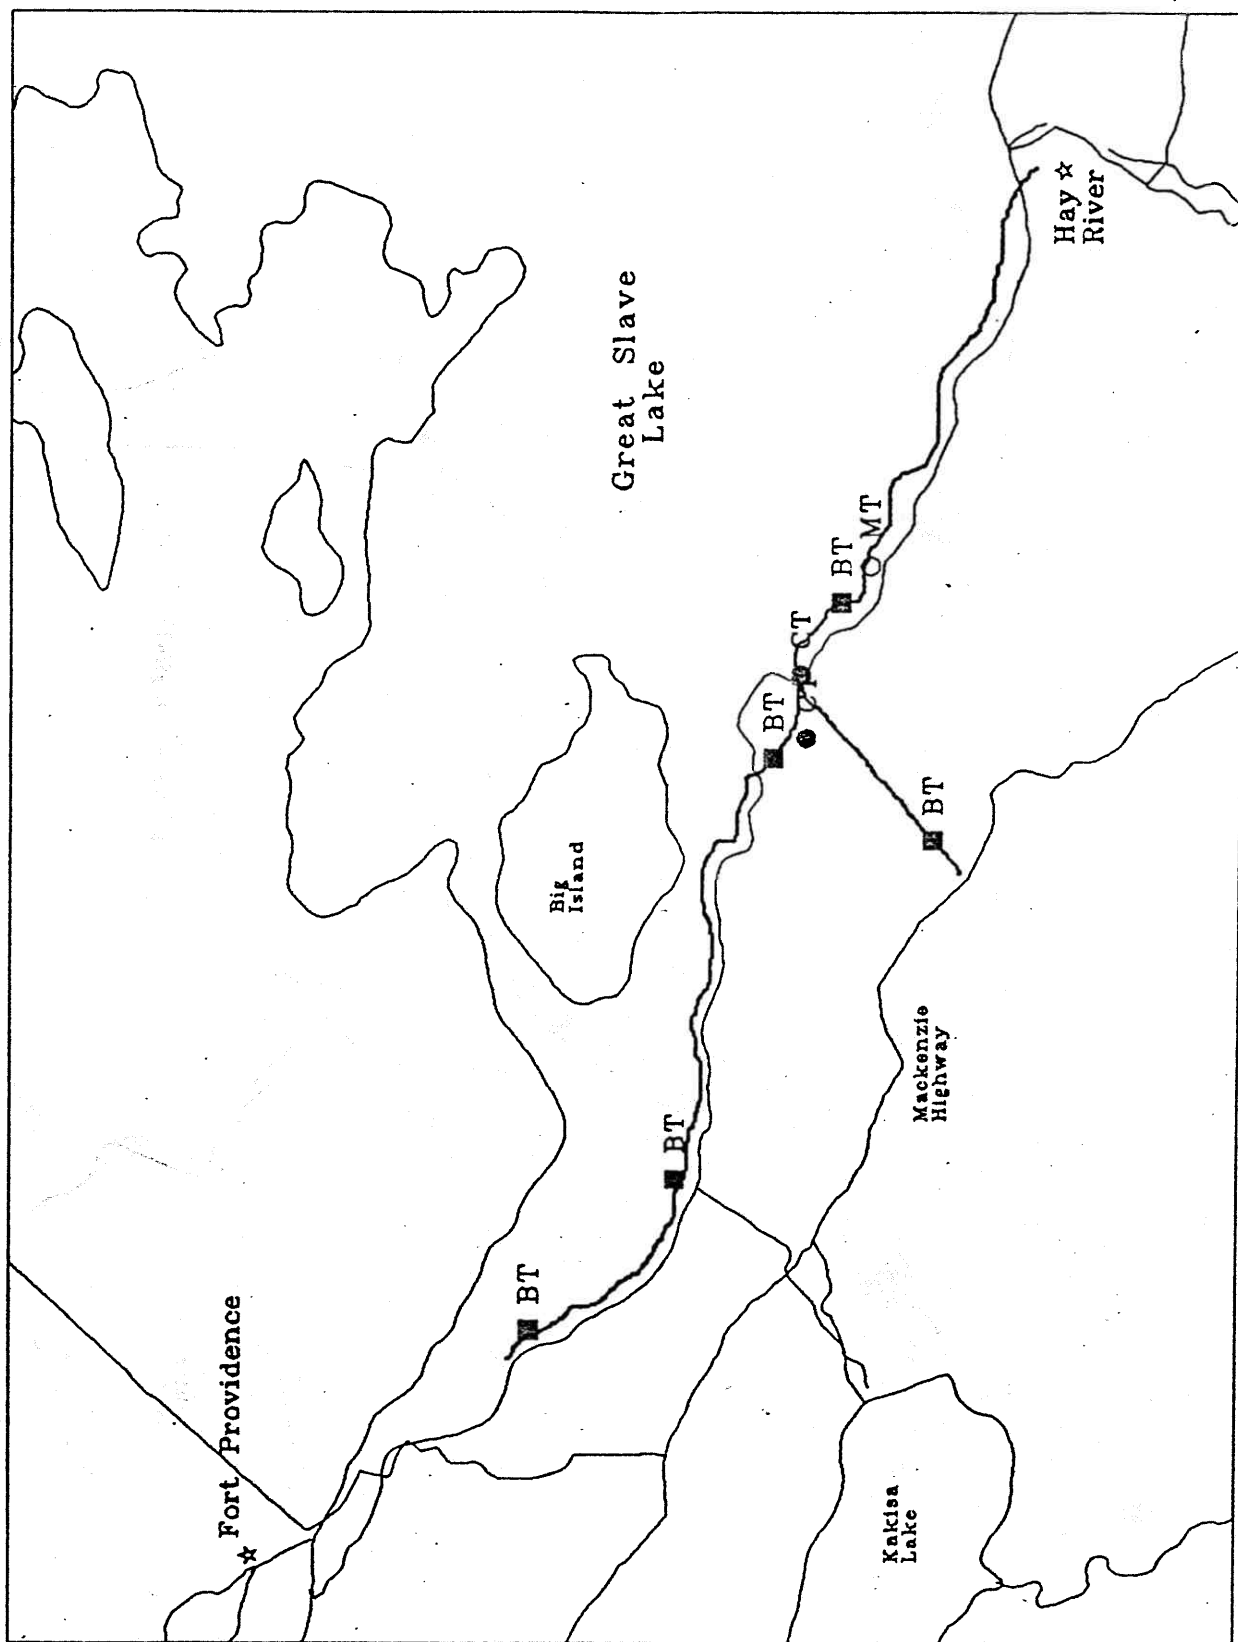 Fort Providence
Great Slave
Lake
Big
Island
Hay
River
BT
BT
BT
MT
CT
BT
BT
Mackenzie
Highway
Kakisa
Lake